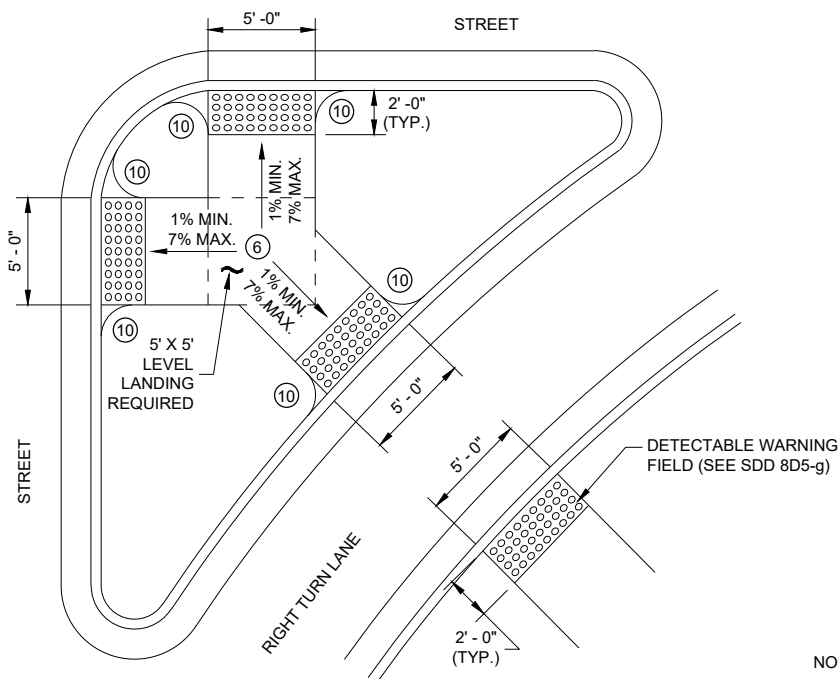 5' -0"
STREET
2' -0"
(TYP.)
10
10
10
1% MIN.
7% MAX.
5' - 0"
1% MIN.
7% MAX.
6
1% MIN.
7% MAX.
10
10
5' X 5'
LEVEL
LANDING
REQUIRED
10
5' - 0"
STREET
5' - 0"
DETECTABLE WARNING
FIELD (SEE SDD 8D5-g)
RIGHT TURN LANE
2' - 0"
(TYP.)
NO